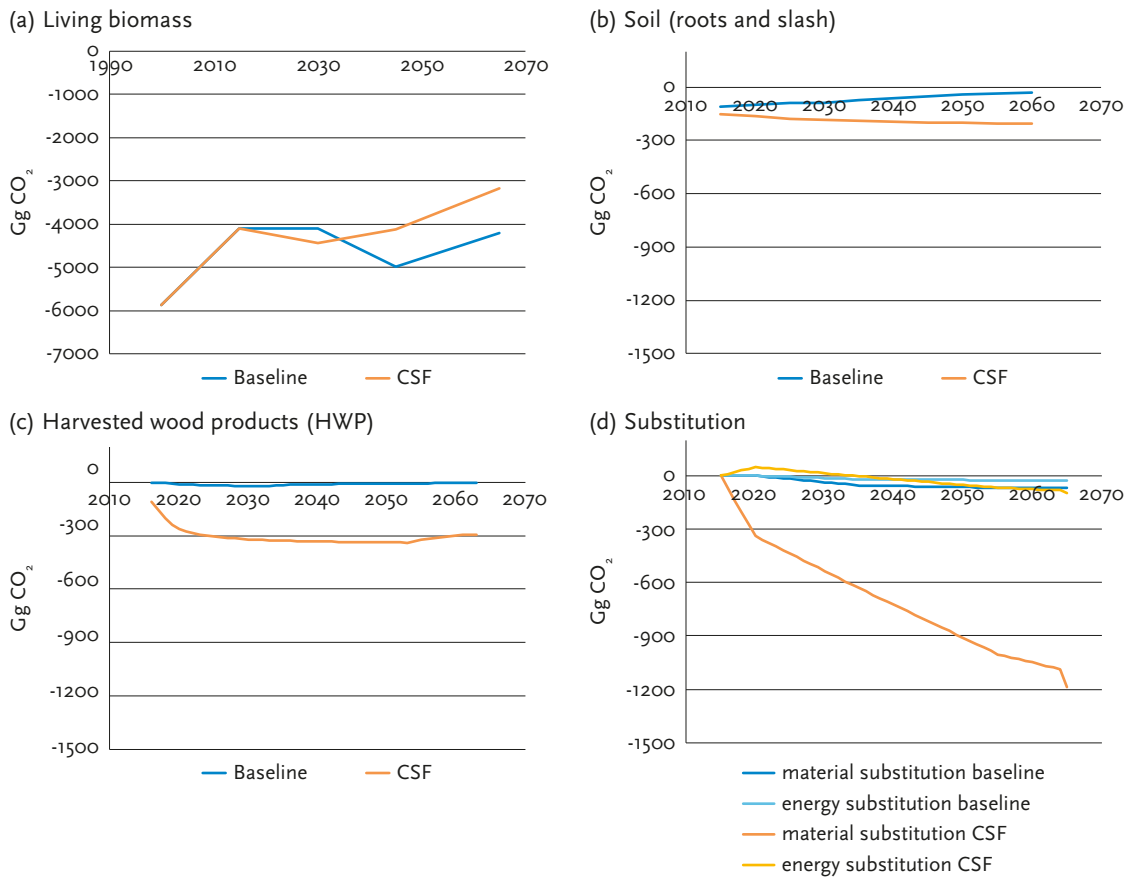 (a) Living biomass
0
1990 2010 2030 2050 2070
-1000
-2000
-3000
-4000
-5000
-6000
-7000
Gg CO₂
Baseline CSF
(b) Soil (roots and slash)
0
2010 2020 2030 2040 2050 2060 2070
-300
-600
-900
-1200
-1500
Gg CO₂
Baseline CSF
(c) Harvested wood products (HWP)
0
2010 2020 2030 2040 2050 2060 2070
-300
-600
-900
-1200
-1500
Gg CO₂
Baseline CSF
(d) Substitution
0
2010 2020 2030 2040 2050 2060 2070
-300
-600
-900
-1200
-1500
Gg CO₂
material substitution baseline
energy substitution baseline
material substitution CSF
energy substitution CSF